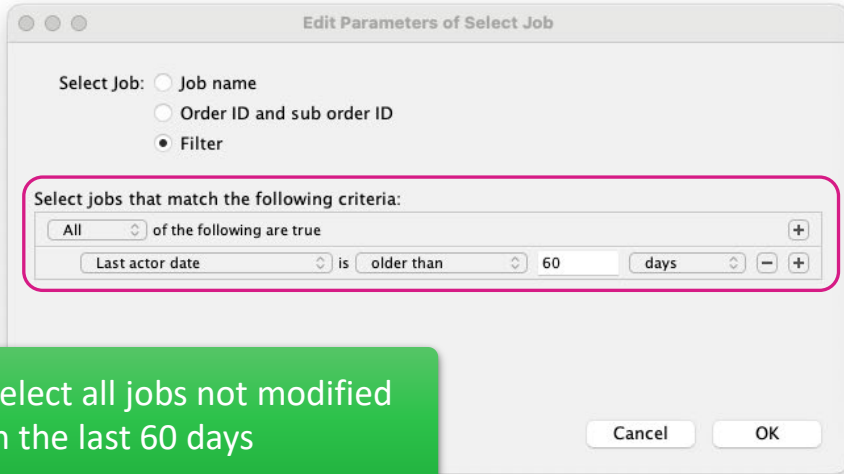 Edit Parameters of Select Job
Select Job: Job name
Order ID and sub order ID
Filter
Select jobs that match the following criteria:
All of the following are true +
Last actor date is older than 60 days − +
elect all jobs not modified
n the last 60 days
Cancel OK